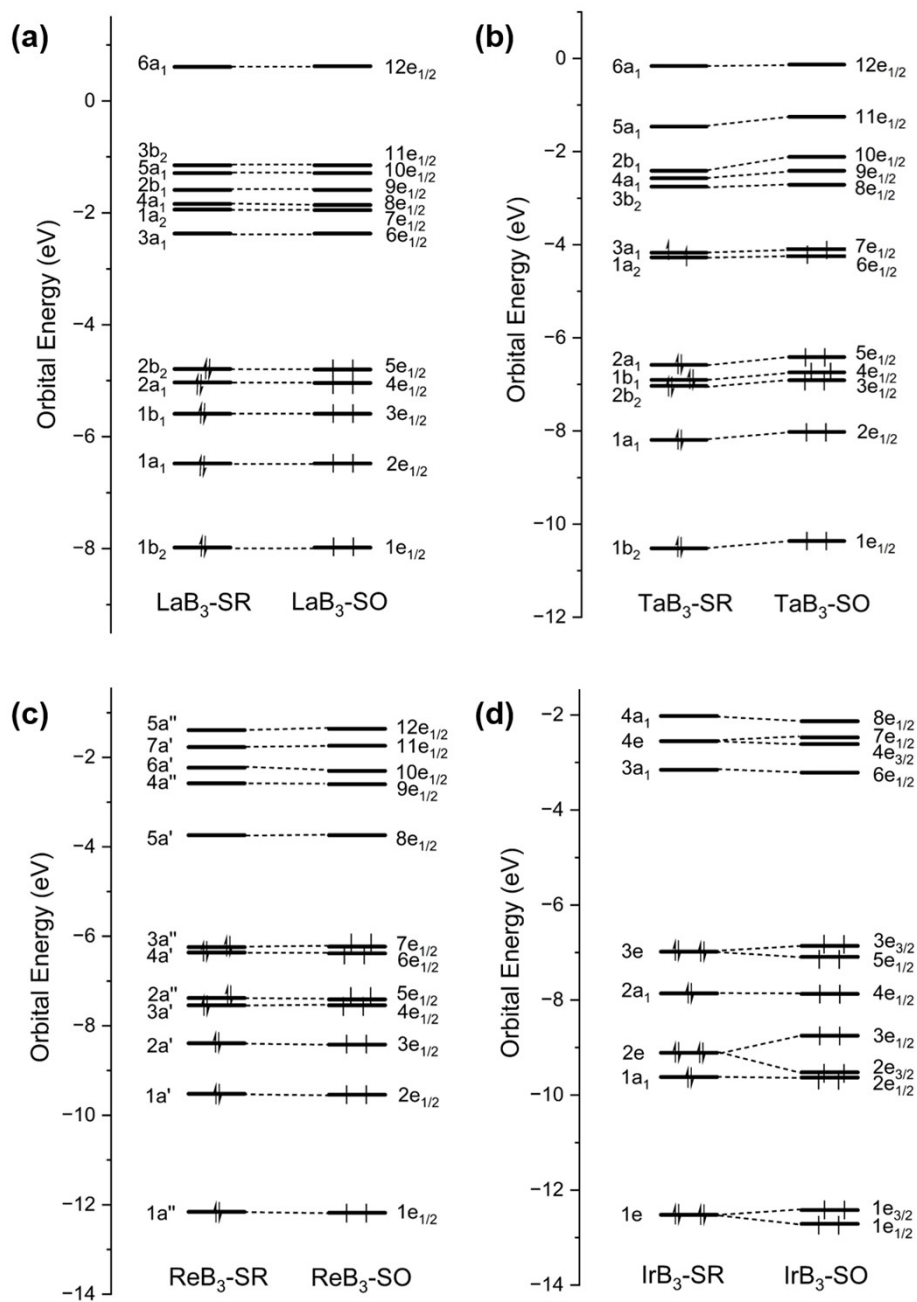 (a)
Orbital Energy (eV)
0
−2
−4
−6
−8
6a₁
3b₂
5a₁
2b₁
4a₁
1a₂
3a₁
2b₂
2a₁
1b₁
1a₁
1b₂
12e₁/₂
11e₁/₂
10e₁/₂
9e₁/₂
8e₁/₂
7e₁/₂
6e₁/₂
5e₁/₂
4e₁/₂
3e₁/₂
2e₁/₂
1e₁/₂
LaB₃-SR LaB₃-SO
(b)
Orbital Energy (eV)
0
−2
−4
−6
−8
−10
−12
6a₁
5a₁
2b₁
4a₁
3b₂
3a₁
1a₂
2a₁
1b₁
2b₂
1a₁
1b₂
12e₁/₂
11e₁/₂
10e₁/₂
9e₁/₂
8e₁/₂
7e₁/₂
6e₁/₂
5e₁/₂
4e₁/₂
3e₁/₂
2e₁/₂
1e₁/₂
TaB₃-SR TaB₃-SO
(c)
Orbital Energy (eV)
−2
−4
−6
−8
−10
−12
−14
5a"
7a'
6a'
4a"
5a'
3a"
4a'
2a"
3a'
2a'
1a'
1a"
12e₁/₂
11e₁/₂
10e₁/₂
9e₁/₂
8e₁/₂
7e₁/₂
6e₁/₂
5e₁/₂
4e₁/₂
3e₁/₂
2e₁/₂
1e₁/₂
ReB₃-SR ReB₃-SO
(d)
Orbital Energy (eV)
−2
−4
−6
−8
−10
−12
−14
4a₁
4e
3a₁
3e
2a₁
2e
1a₁
1e
8e₁/₂
7e₁/₂
4e₃/₂
6e₁/₂
3e₃/₂
5e₁/₂
4e₁/₂
3e₁/₂
2e₃/₂
2e₁/₂
1e₃/₂
1e₁/₂
IrB₃-SR IrB₃-SO